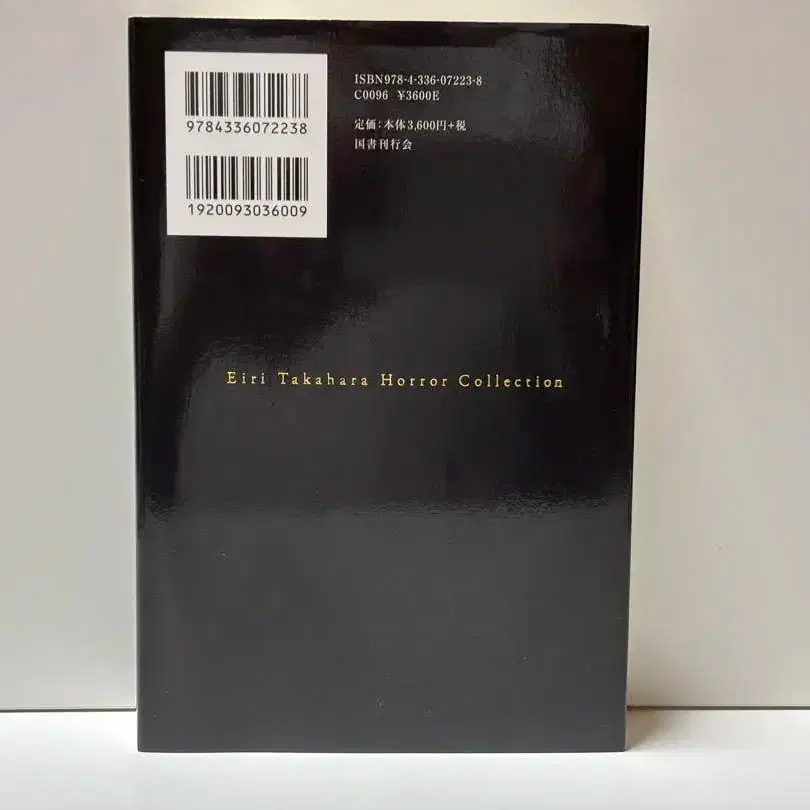 9784336072238
1920093036009
ISBN978-4-336-07223-8
C0096 ¥3600E
定価:本体3,600円+税
国書刊行会
Eiri Takahara Horror Collection